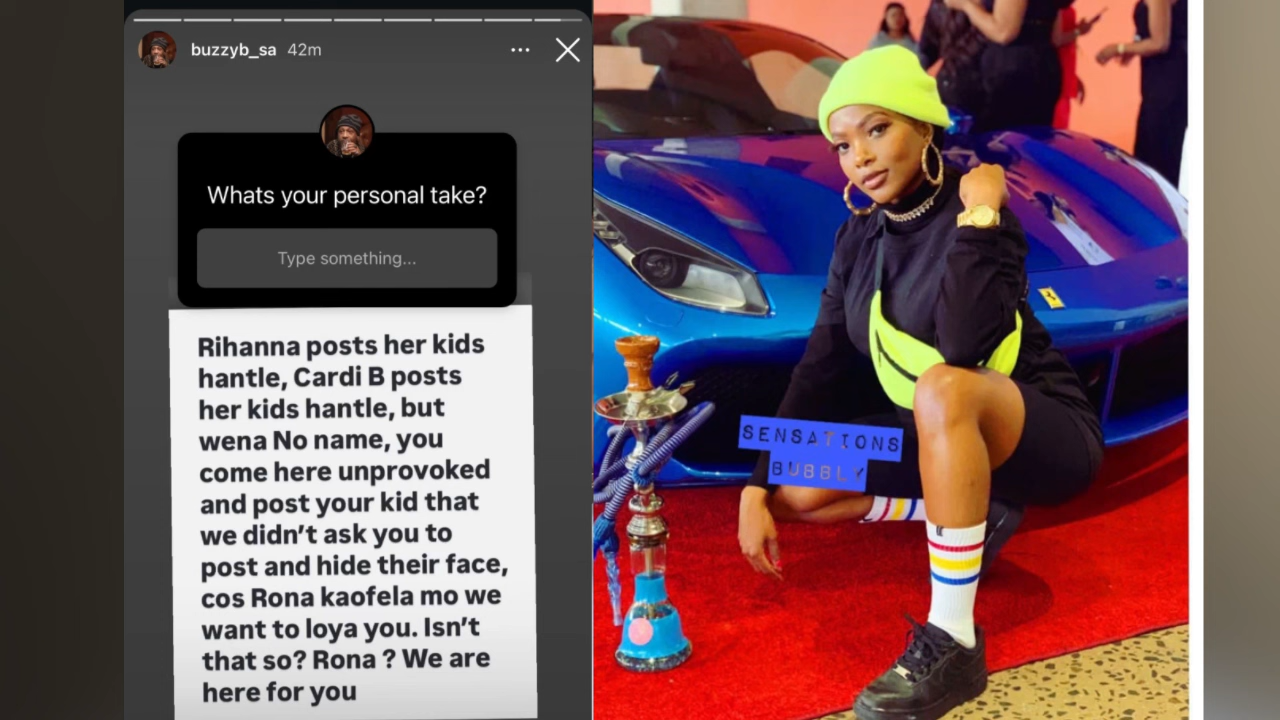 buzzyb_sa 42m
Whats your personal take?
Type something...
Rihanna posts her kids
hantle, Cardi B posts
her kids hantle, but
wena No name, you
come here unprovoked
and post your kid that
we didn’t ask you to
post and hide their face,
cos Rona kaofela mo we
want to loya you. Isn’t
that so? Rona ? We are
here for you
SENSATIONS
BUBBLY